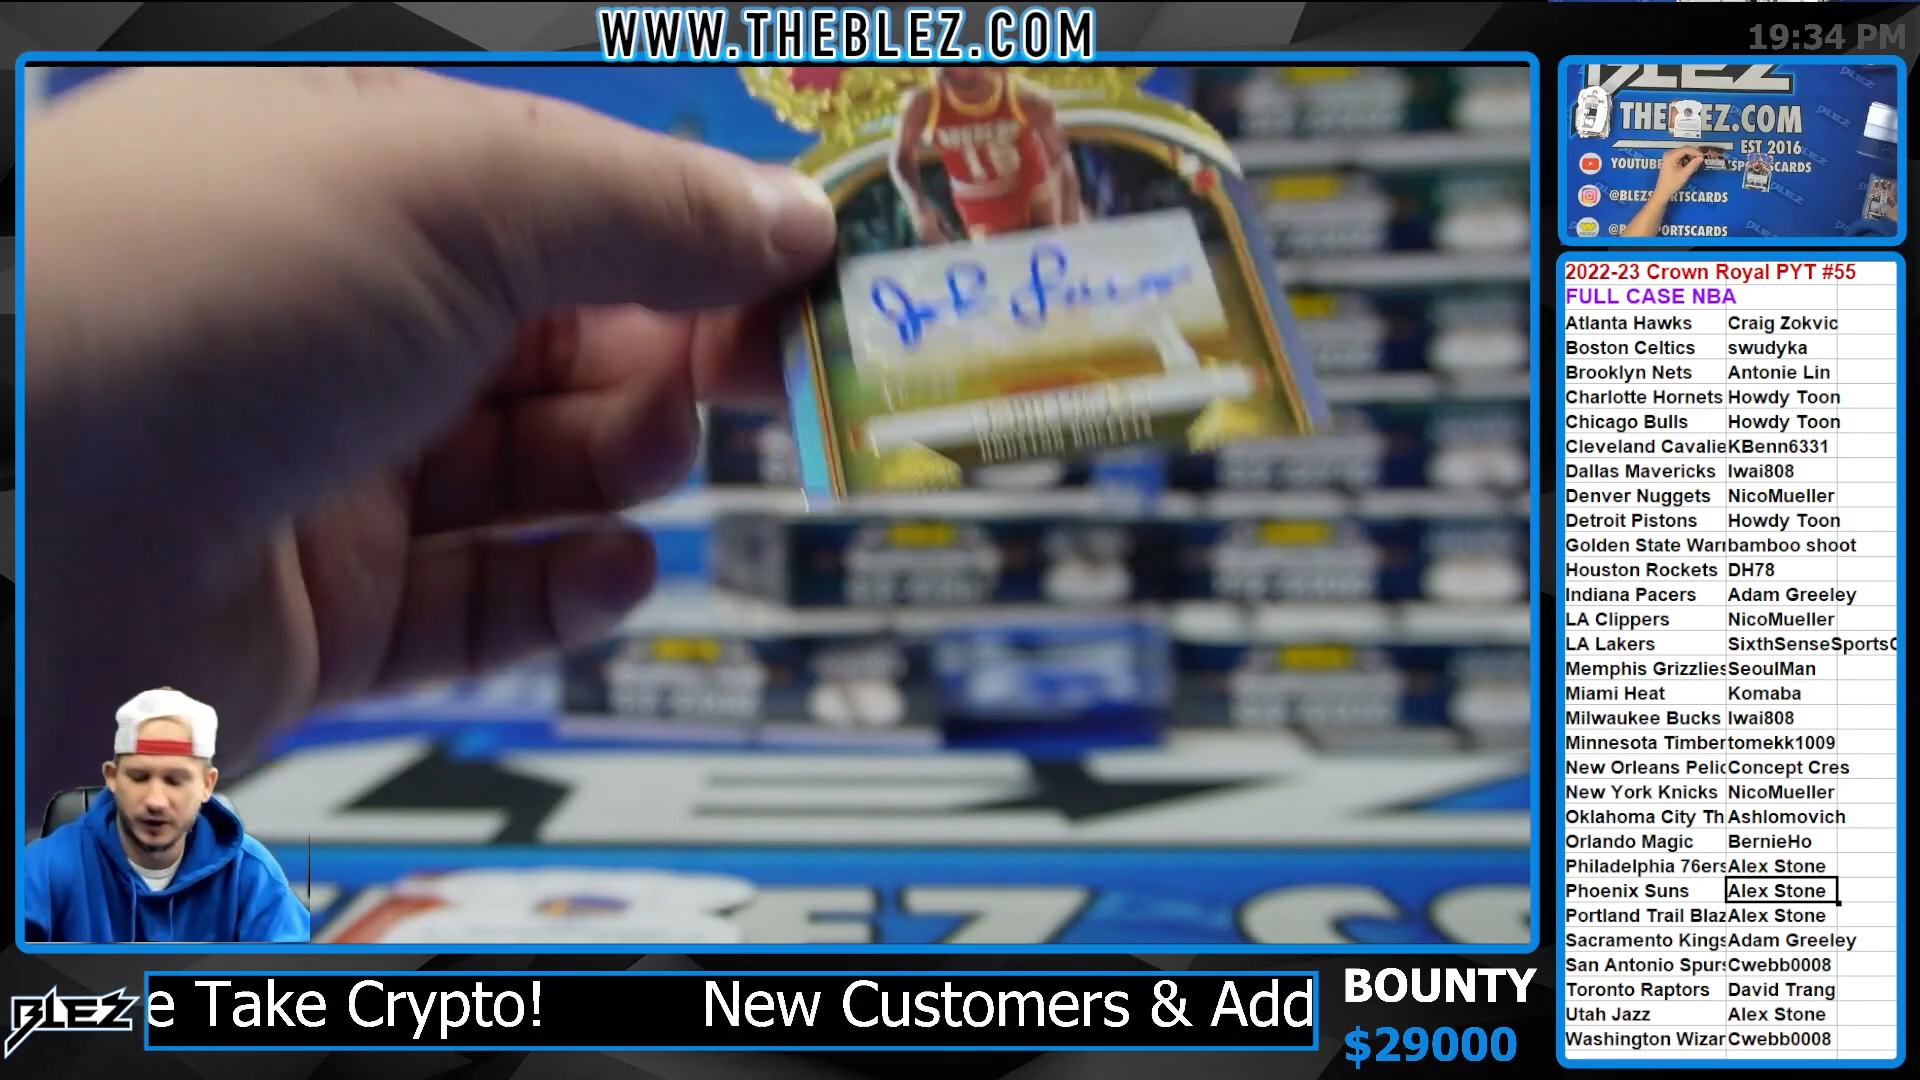 WWW.THEBLEZ.COM
19:34 PM
BLEZ
THEBLEZ.COM
EST 2016
@BLEZSPORTSCARDS
15
2022-23 Crown Royal PYT #55
FULL CASE NBA
Atlanta Hawks Craig Zokvic
Boston Celtics swudyka
Brooklyn Nets Antonie Lin
Charlotte Hornets Howdy Toon
Chicago Bulls Howdy Toon
Cleveland Cavalie KBenn6331
Dallas Mavericks Iwai808
Denver Nuggets NicoMueller
Detroit Pistons Howdy Toon
Golden State Warr bamboo shoot
Houston Rockets DH78
Indiana Pacers Adam Greeley
LA Clippers NicoMueller
LA Lakers SixthSenseSportsC
Memphis Grizzlies SeoulMan
Miami Heat Komaba
Milwaukee Bucks Iwai808
Minnesota Timber tomekk1009
New Orleans Pelic Concept Cres
New York Knicks NicoMueller
Oklahoma City Th Ashlomovich
Orlando Magic BernieHo
Philadelphia 76ers Alex Stone
Phoenix Suns Alex Stone
Portland Trail Blaz Alex Stone
Sacramento Kings Adam Greeley
San Antonio Spurs Cwebb0008
Toronto Raptors David Trang
Utah Jazz Alex Stone
Washington Wizar Cwebb0008
BLEZ
e Take Crypto! New Customers & Add
BOUNTY
$29000